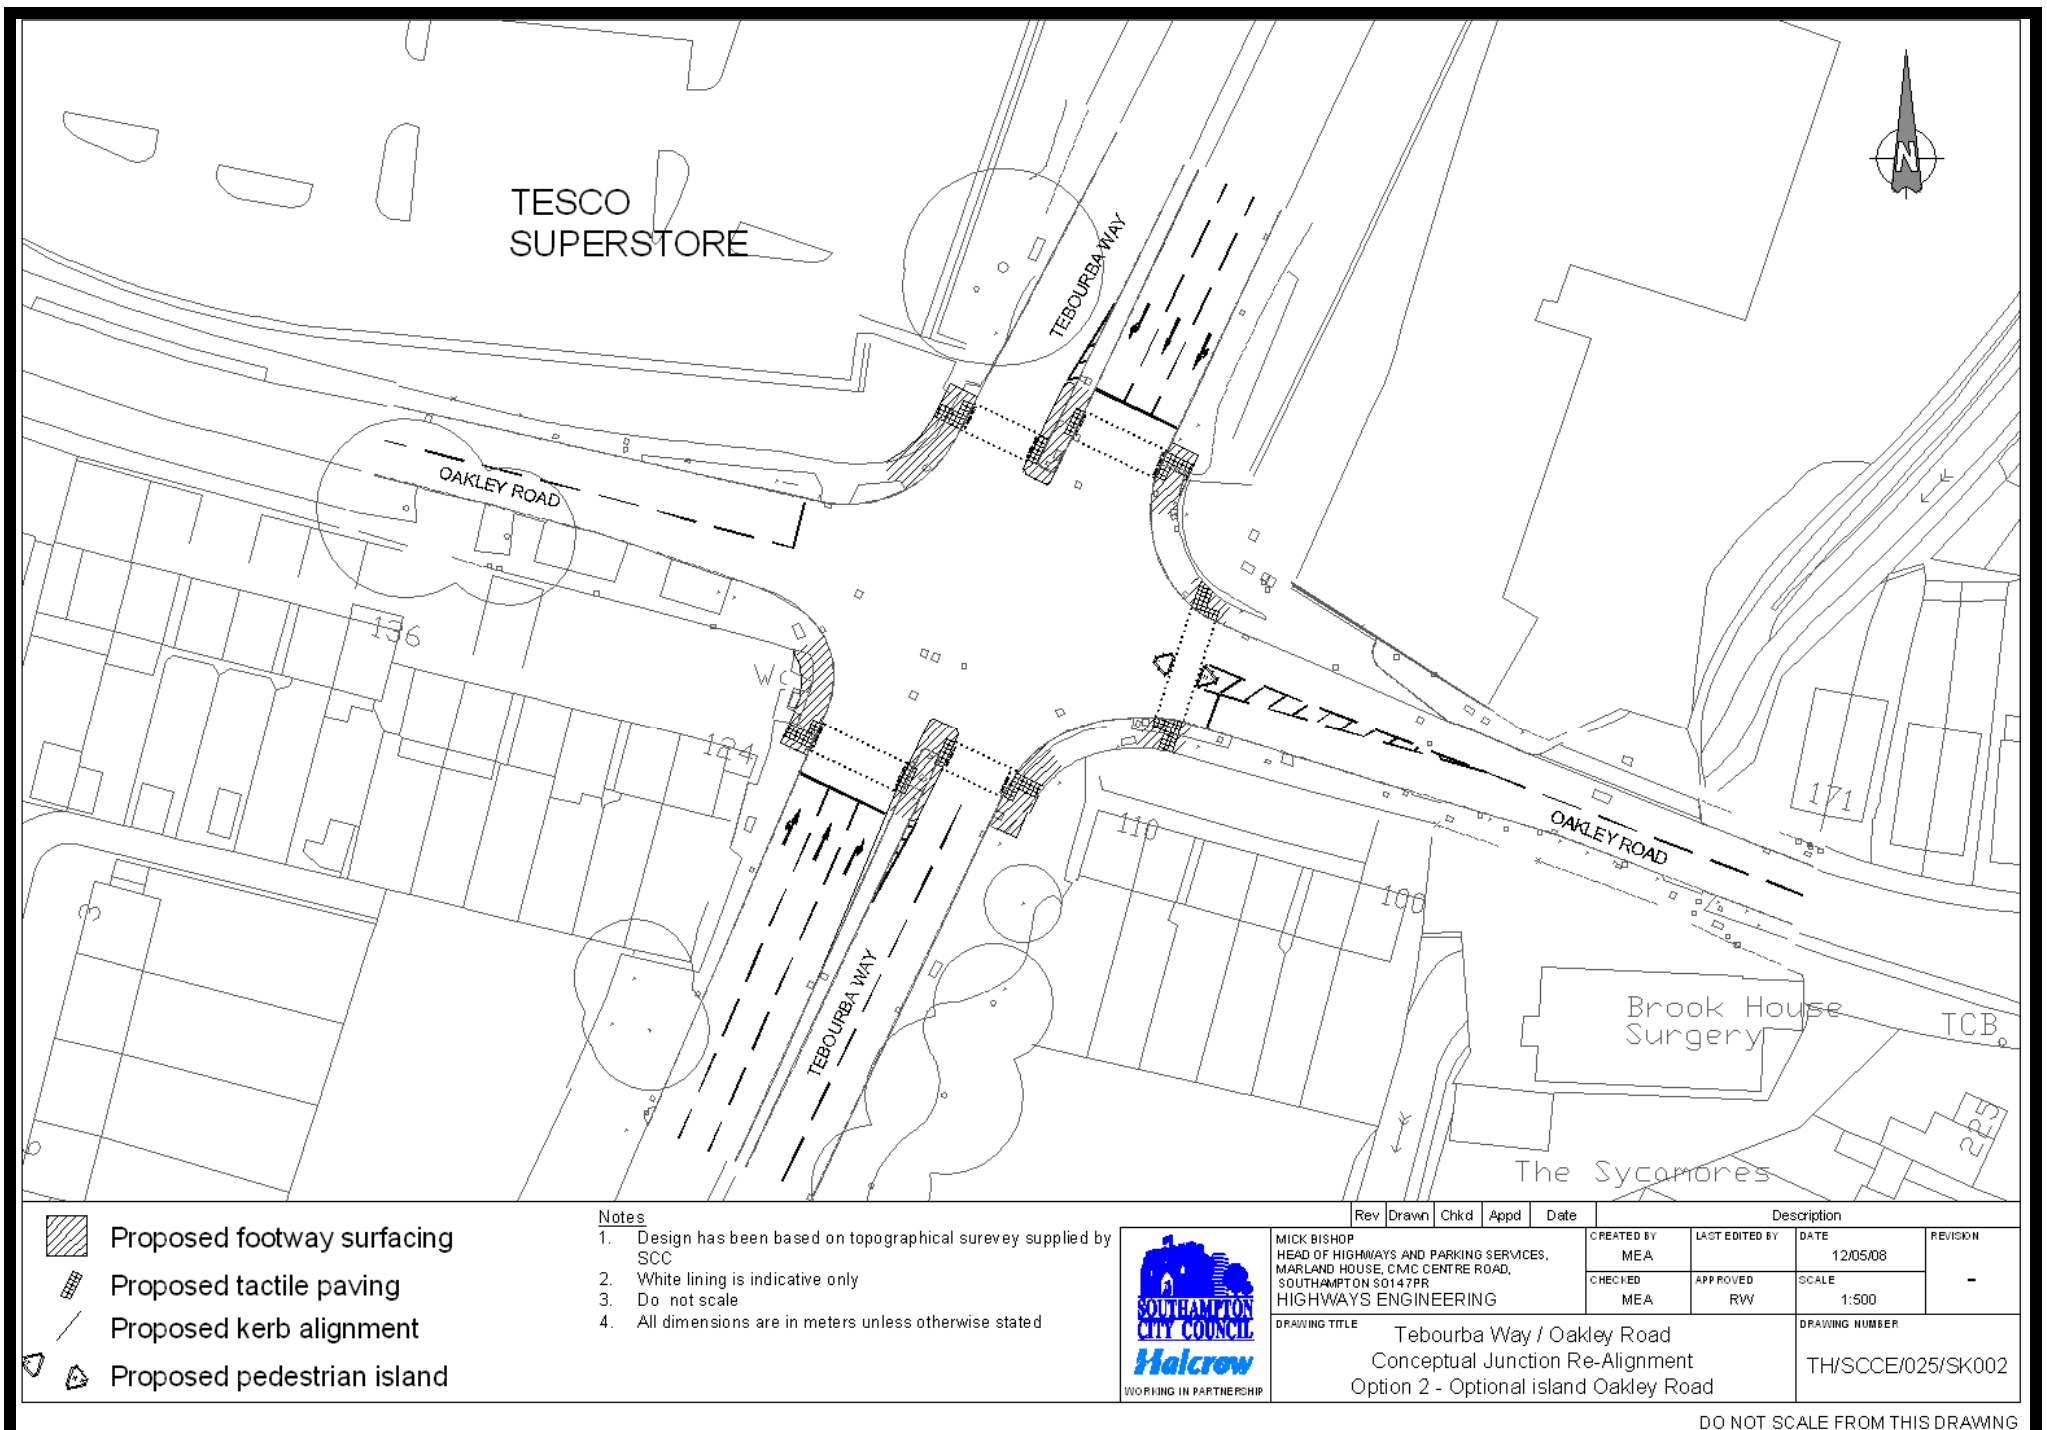 TESCO
SUPERSTORE
N
TEBOURBA WAY
OAKLEY ROAD
136
124
110
100
OAKLEY ROAD
171
3
TEBOURBA WAY
Brook House
Surgery
TCB
225
The Sycamores
Proposed footway surfacing
Proposed tactile paving
Proposed kerb alignment
Proposed pedestrian island
Notes
1. Design has been based on topographical surevey supplied by
SCC
2. White lining is indicative only
3. Do not scale
4. All dimensions are in meters unless otherwise stated
SOUTHAMPTON
CITY COUNCIL
Halcrow
WORKING IN PARTNERSHIP
Rev Drawn Chkd Appd Date Description
MICK BISHOP
HEAD OF HIGHWAYS AND PARKING SERVICES,
MARLAND HOUSE, CIVIC CENTRE ROAD,
SOUTHAMPTON SO147PR
HIGHWAYS ENGINEERING
CREATED BY
MEA
LAST EDITED BY
DATE
12/05/08
REVISION
-
CHECKED
MEA
APPROVED
RW
SCALE
1:500
DRAWING TITLE
Tebourba Way / Oakley Road
Conceptual Junction Re-Alignment
Option 2 - Optional island Oakley Road
DRAWING NUMBER
TH/SCCE/025/SK002
DO NOT SCALE FROM THIS DRAWING